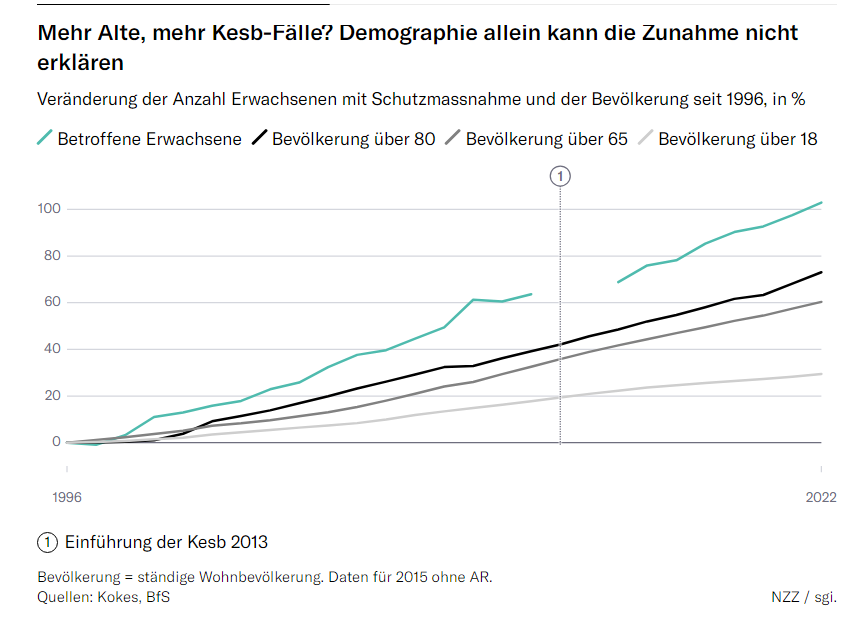 Mehr Alte, mehr Kesb-Fälle? Demographie allein kann die Zunahme nicht
erklären
Veränderung der Anzahl Erwachsenen mit Schutzmassnahme und der Bevölkerung seit 1996, in %
Betroffene Erwachsene Bevölkerung über 80 Bevölkerung über 65 Bevölkerung über 18
1
100
80
60
40
20
0
1996 2022
1 Einführung der Kesb 2013
Bevölkerung = ständige Wohnbevölkerung. Daten für 2015 ohne AR.
Quellen: Kokes, BfS NZZ / sgi.